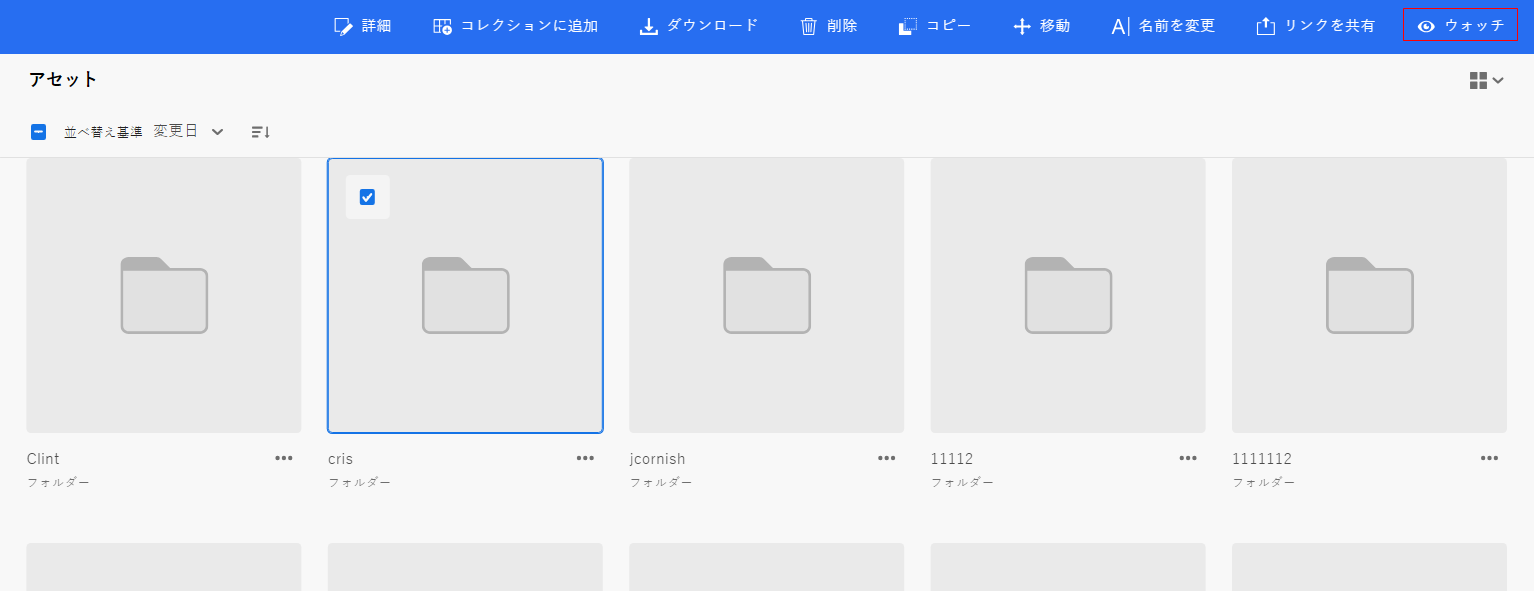 詳細 コレクションに追加 ダウンロード 削除 コピー 移動 名前を変更 リンクを共有 ウォッチ
アセット
並べ替え基準 変更日
Clint cris jcornish 11112 1111112
フォルダー フォルダー フォルダー フォルダー フォルダー